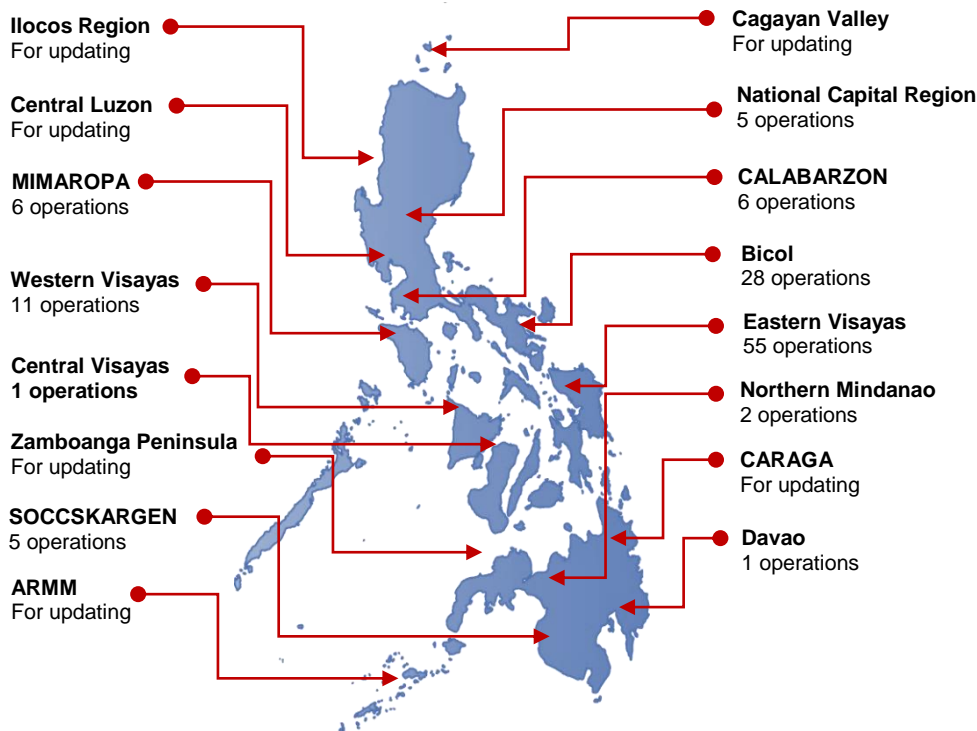 Ilocos Region
For updating
Central Luzon
For updating
MIMAROPA
6 operations
Western Visayas
11 operations
Central Visayas
1 operations
Zamboanga Peninsula
For updating
SOCCSKARGEN
5 operations
ARMM
For updating
Cagayan Valley
For updating
National Capital Region
5 operations
CALABARZON
6 operations
Bicol
28 operations
Eastern Visayas
55 operations
Northern Mindanao
2 operations
CARAGA
For updating
Davao
1 operations